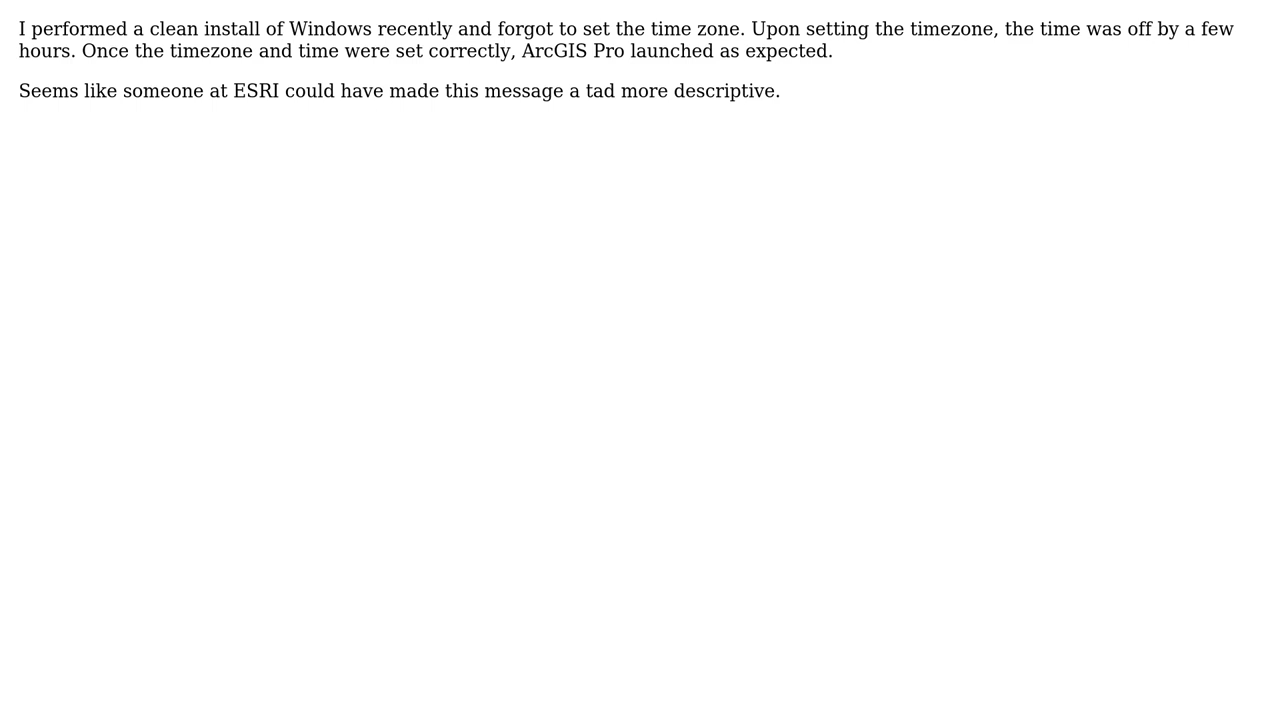 I performed a clean install of Windows recently and forgot to set the time zone. Upon setting the timezone, the time was off by a few
hours. Once the timezone and time were set correctly, ArcGIS Pro launched as expected.
Seems like someone at ESRI could have made this message a tad more descriptive.